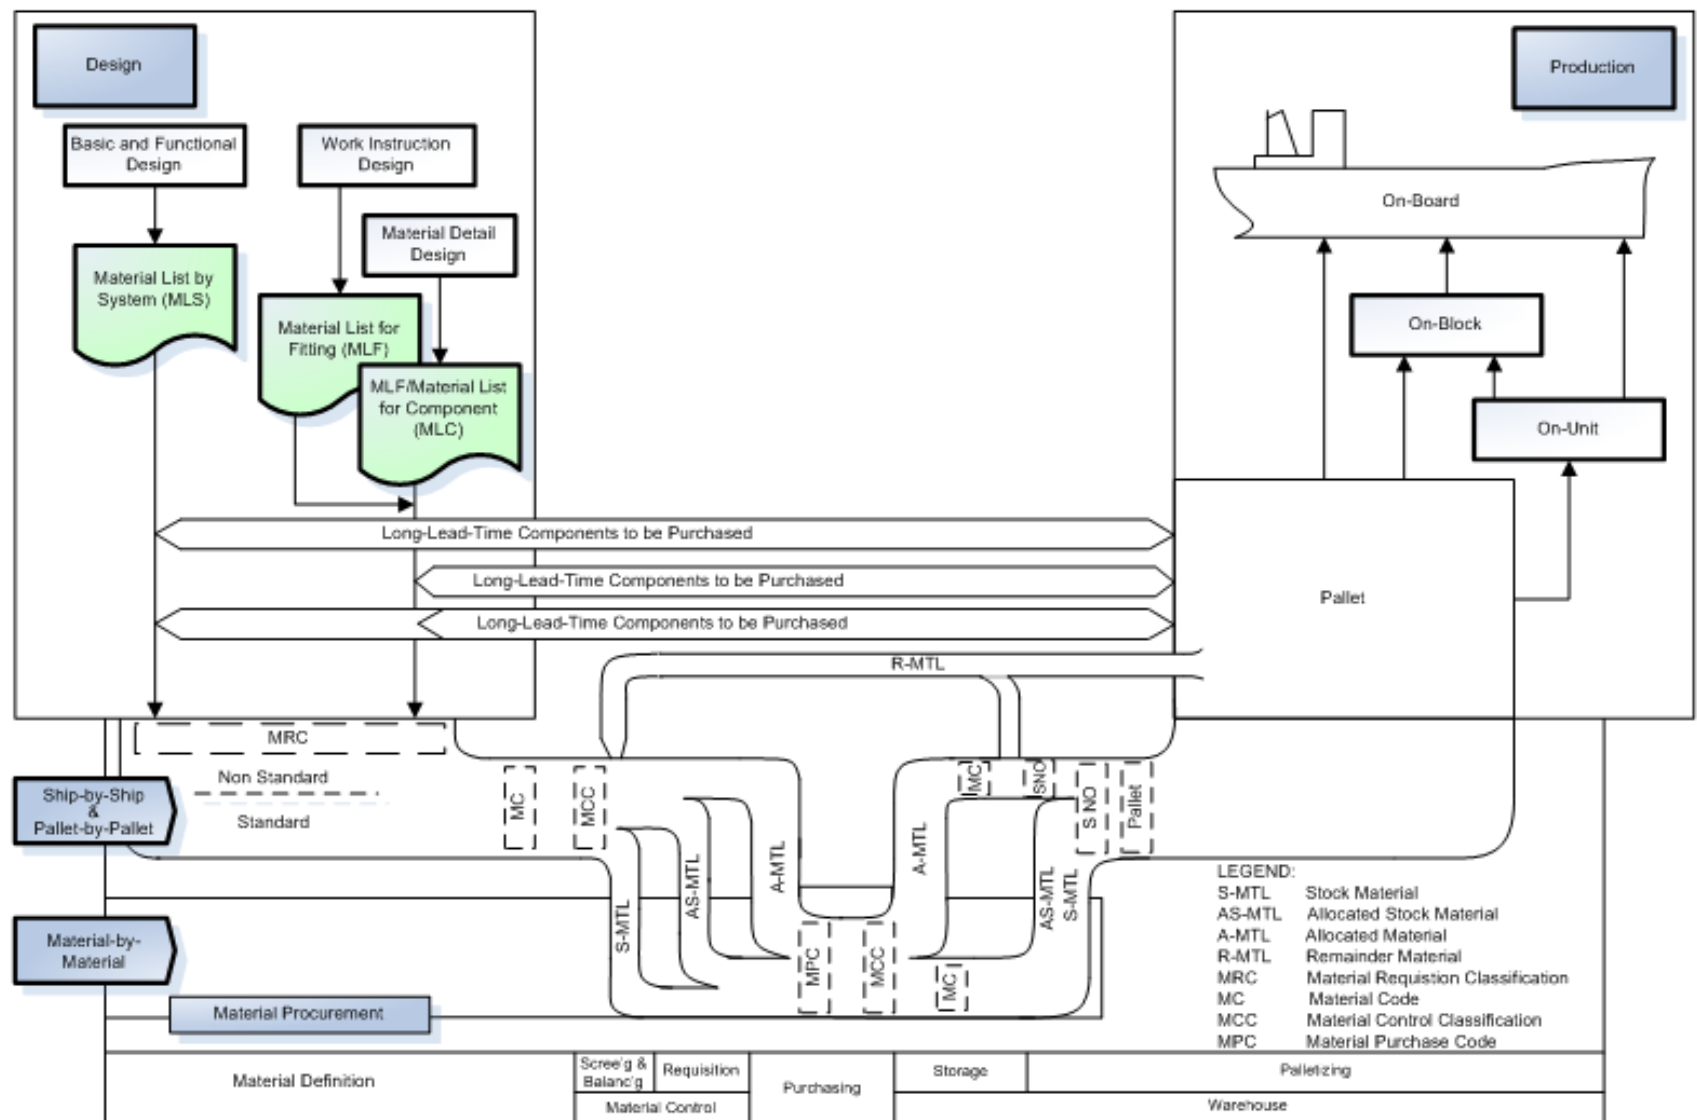 Design
Production
Basic and Functional
Design
Work Instruction
Design
Material Detail
Design
Material List by
System (MLS)
Material List for
Fitting (MLF)
MLF/Material List
for Component
(MLC)
On-Board
On-Block
On-Unit
Pallet
Long-Lead-Time Components to be Purchased
Long-Lead-Time Components to be Purchased
Long-Lead-Time Components to be Purchased
R-MTL
MRC
Non Standard
Standard
Ship-by-Ship
&
Pallet-by-Pallet
MC
MCC
S-MTL
AS-MTL
A-MTL
MPC
MCC
A-MTL
MC
MC
SNO
AS-MTL
S-MTL
S NO
Pallet
Material-by-
Material
Material Procurement
LEGEND:
S-MTL Stock Material
AS-MTL Allocated Stock Material
A-MTL Allocated Material
R-MTL Remainder Material
MRC Material Requistion Classification
MC Material Code
MCC Material Control Classification
MPC Material Purchase Code
Material Definition
Scree'g &
Balanc'g
Requisition
Material Control
Purchasing
Storage
Palletizing
Warehouse